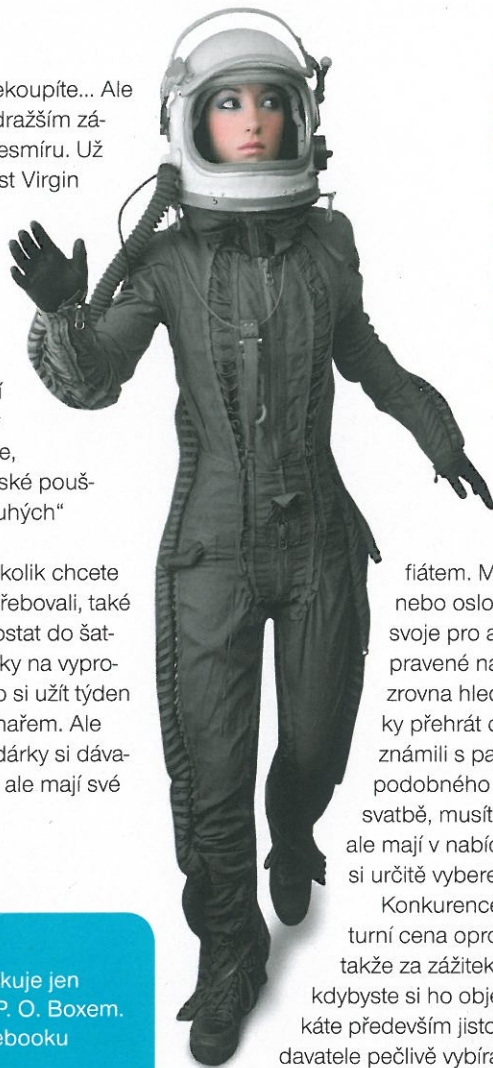 ekoupíte... Ale
dražším zá-
esmíru. Už
st Virgin
í
e,
ské pouš-
uhých“
kolik chcete
řebovali, také
ostat do šat-
ky na vypro-
o si užít týden
nařem. Ale
dárky si dáva-
ale mají své
kuje jen
P. O. Boxem.
ebooku
fiátem. M
nebo oslo
svoje pro a
pravené na
zrovna hled
ky přehrát d
známili s pa
podobného
svatbě, musít
ale mají v nabíd
si určitě vybere
Konkurence
turní cena opro
takže za zážitek
kdybyste si ho obje
káte především jisto
davatele pečlivě vybíra